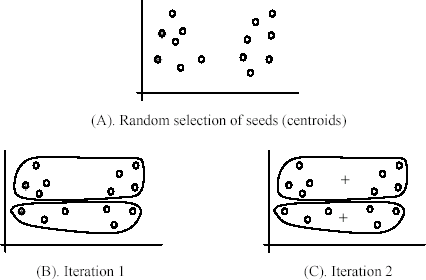 (A). Random selection of seeds (centroids)
+
+
(B). Iteration 1
(C). Iteration 2